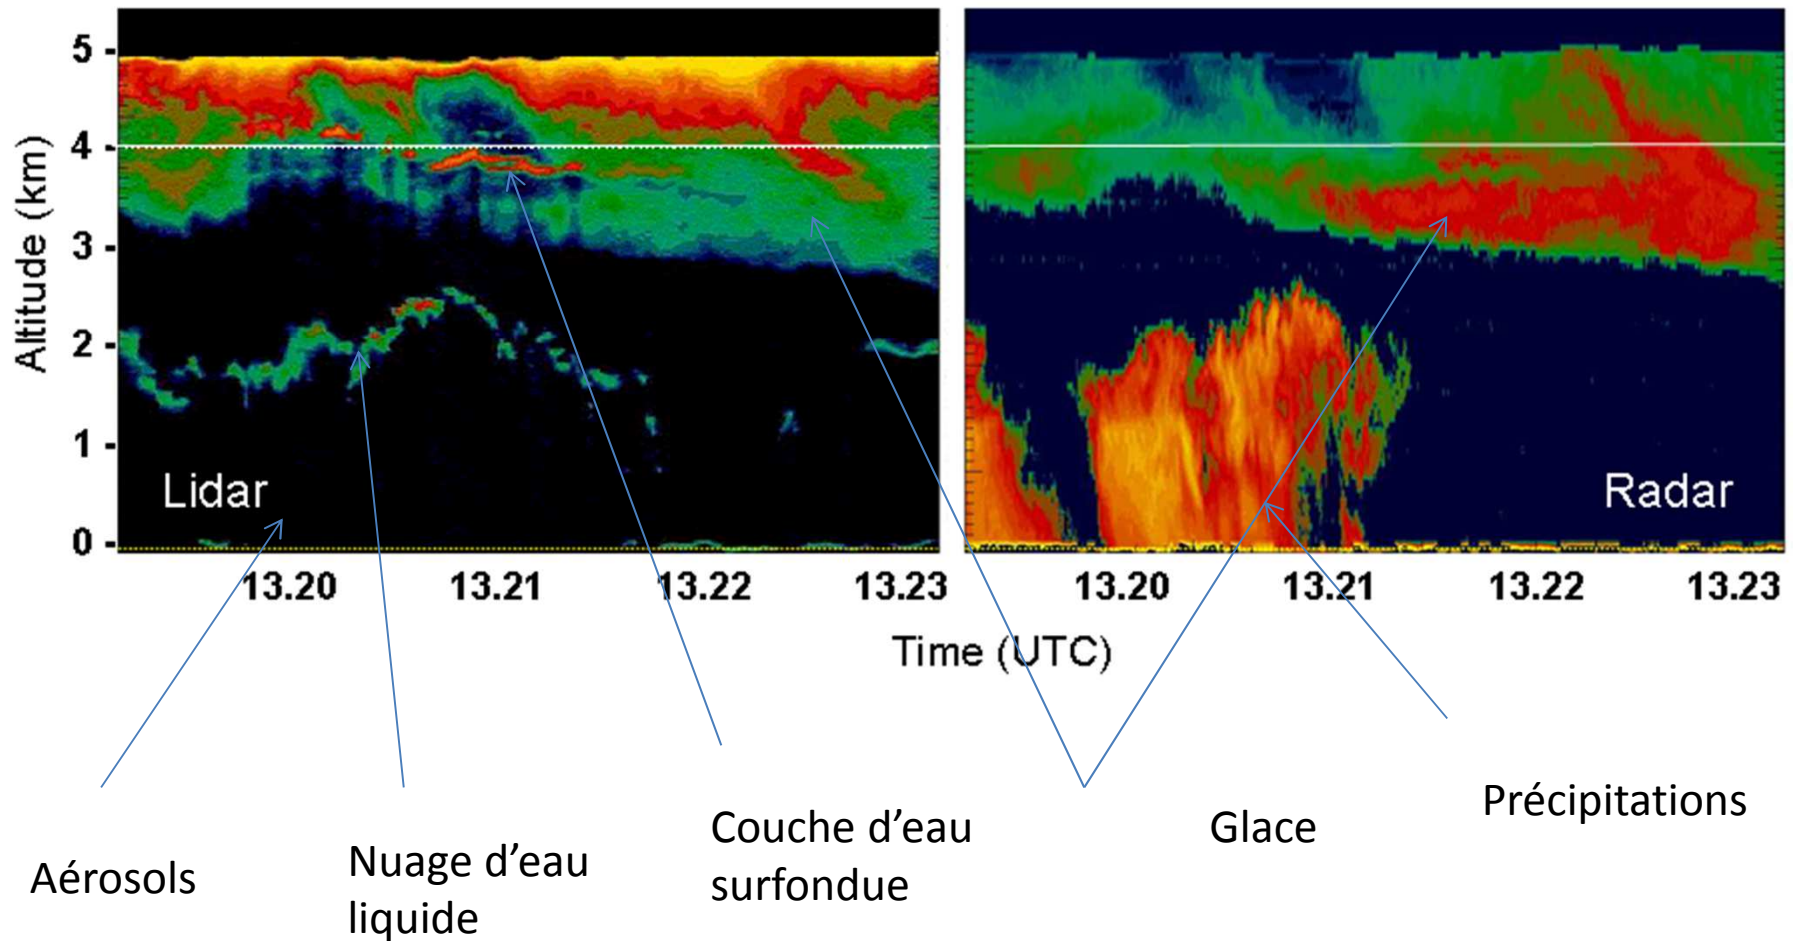 5
4
3
2
1
0
Altitude (km)
Lidar
Radar
13.20
13.21
13.22
13.23
13.20
13.21
13.22
13.23
Time (UTC)
Aérosols
Nuage d’eau
liquide
Couche d’eau
surfondue
Glace
Précipitations